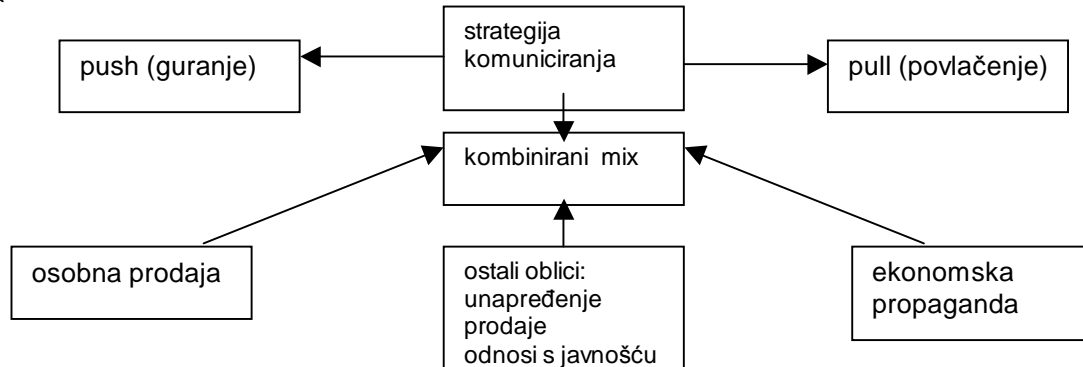 strategija
komuniciranja
push (guranje)
pull (povlačenje)
kombinirani mix
osobna prodaja
ostali oblici:
unapređenje
prodaje
odnosi s javnošću
ekonomska
propaganda